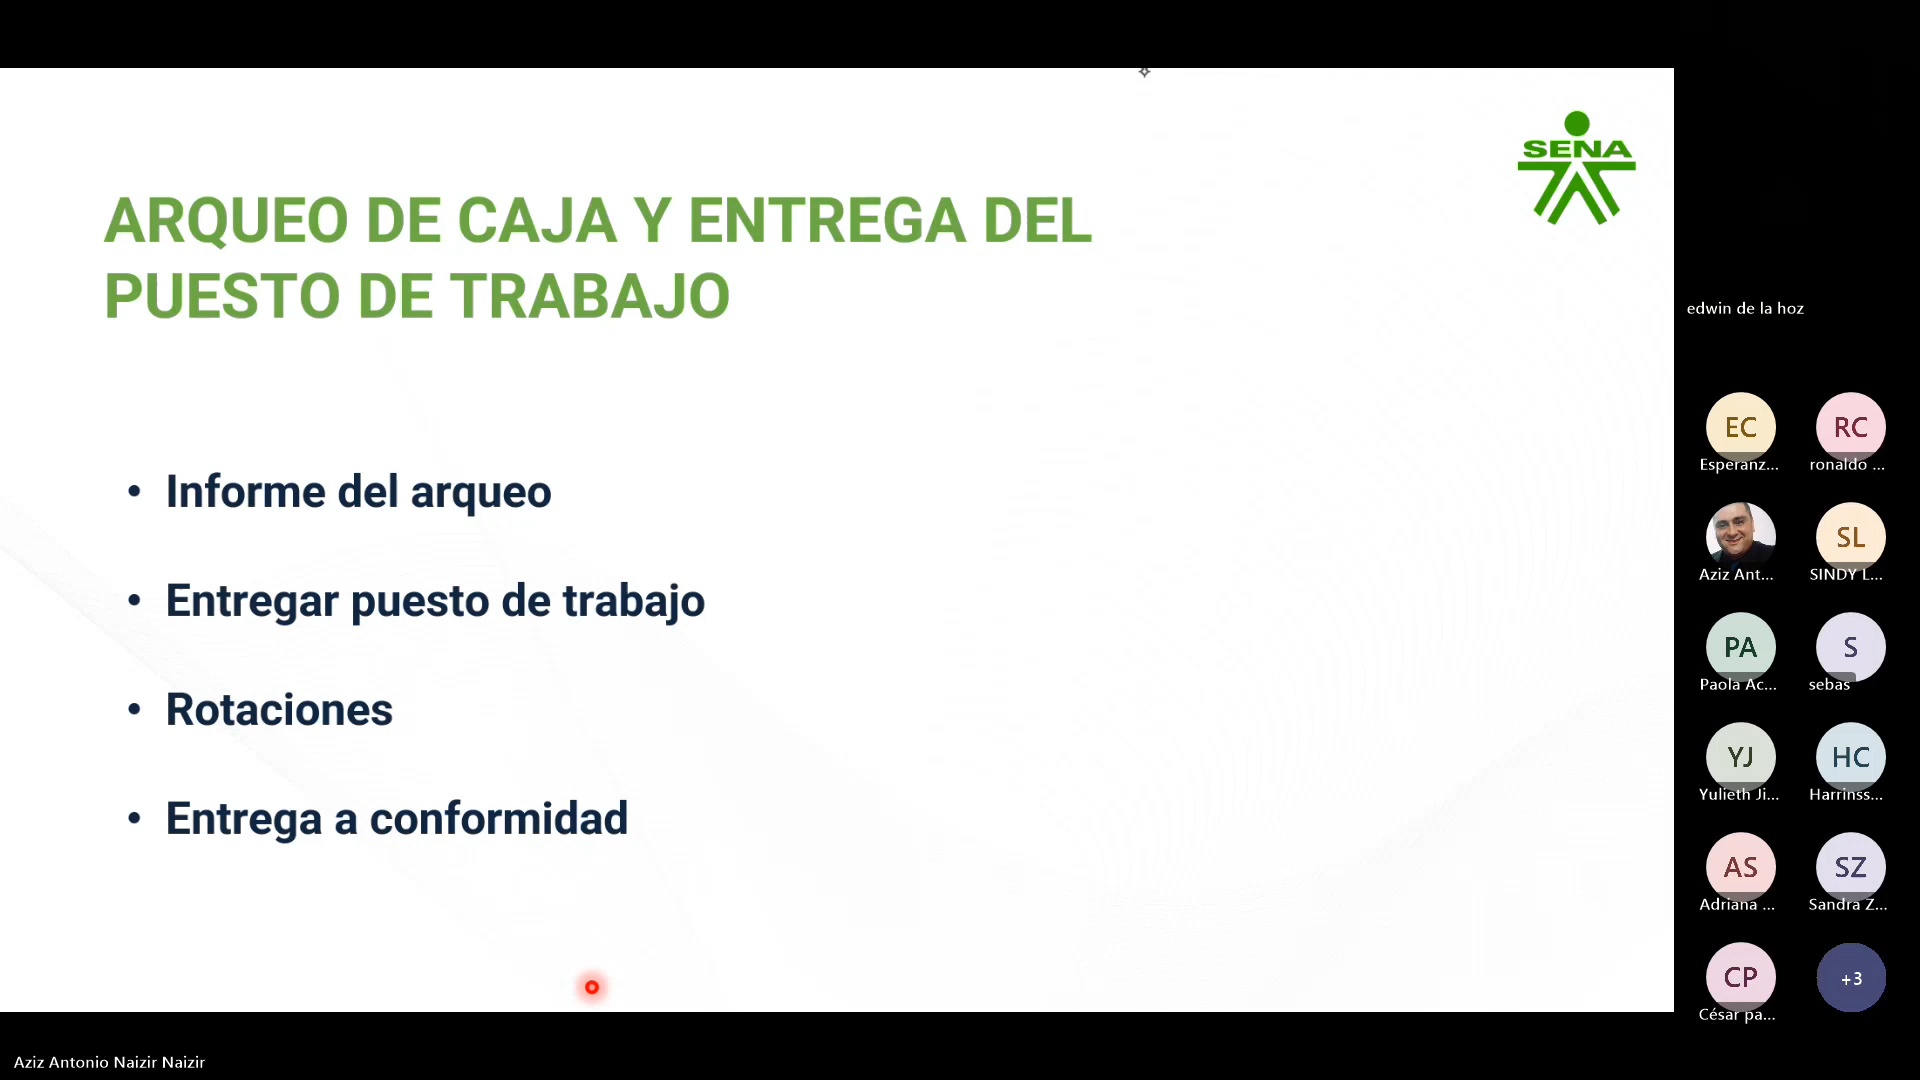 SENA
ARQUEO DE CAJA Y ENTREGA DEL
PUESTO DE TRABAJO
• Informe del arqueo
• Entregar puesto de trabajo
• Rotaciones
• Entrega a conformidad
edwin de la hoz
EC
RC
Esperanz...
ronaldo ...
SL
Aziz Ant...
SINDY L...
PA
S
Paola Ac...
sebas
YJ
HC
Yulieth Ji...
Harrinss...
AS
SZ
Adriana ...
Sandra Z...
CP
+3
César pa...
Aziz Antonio Naizir Naizir